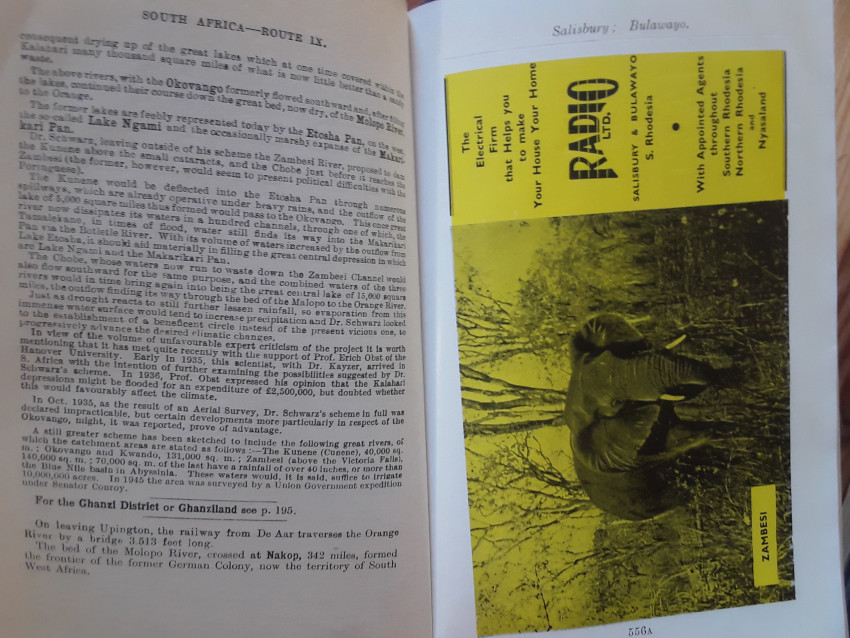 SOUTH AFRICA—ROUTE IX.
consequent drying up of the great lakes which at one time covered within the
Kalahari many thousand square miles of what is now little better than a sandy
waste.
The above rivers, with the Okovango formerly flowed southward and, after filling
the lakes, continued their course down the great bed, now dry, of the Molopo River,
to the Orange.
The former lakes are feebly represented today by the Etosha Pan, on the west
the so-called Lake Ngami and the occasionally marshy expanse of the Makari-
kari Pan.
Dr. Schwarz, leaving outside of his scheme the Zambesi River, proposed to dam
the Kunene above the small cataracts, and the Chobe just before it reaches the
Zambesi (the former, however, would seem to present political difficulties with the
Portuguese).
The Kunene would be deflected into the Etosha Pan through numerous
spillways, which are already operative under heavy rains, and the outflow of the
lake of 5,000 square miles thus formed would pass to the Okovango. This once great
river now dissipates its waters in a hundred channels, through one of which, the
Tamalekano, in times of flood, water still finds its way into the Makarikari
Pan via the Botletle River. With its volume of waters increased by the outflow from
Lake Etosha, it should aid materially in filling the great central depression in which
are Lake Ngami and the Makarikari Pan.
The Chobe, whose waters now run to waste down the Zambesi Channel would
also flow southward for the same purpose, and the combined waters of the three
rivers would in time bring again into being the great central lake of 15,000 square
miles, the outflow finding its way through the bed of the Malopo to the Orange River.
Just as drought reacts to still further lessen rainfall, so evaporation from this
immense water surface would tend to increase precipitation and Dr. Schwarz looked
to the establishment of a beneficent circle instead of the present vicious one, to
progressively advance the desired climatic changes.
In view of the volume of unfavourable expert criticism of the project it is worth
mentioning that it has met quite recently with the support of Prof. Erich Obst of the
Hanover University. Early in 1935, this scientist, with Dr. Kayzer, arrived in
S. Africa with the intention of further examining the possibilities suggested by Dr.
Schwarz's scheme. In 1936, Prof. Obst expressed his opinion that the Kalahari
depressions might be flooded for an expenditure of £2,500,000, but doubted whether
this would favourably affect the climate.
In Oct. 1935, as the result of an Aerial Survey, Dr. Schwarz's scheme in full was
declared impracticable, but certain developments more particularly in respect of the
Okovango, might, it was reported, prove of advantage.
A still greater scheme has been sketched to include the following great rivers, of
which the catchment areas are stated as follows :—The Kunene (Cunene), 40,000 sq.
m. ; Okovango and Kwando, 131,000 sq. m. ; Zambesi (above the Victoria Falls),
140,000 sq. m. ; 70,000 sq. m. of the last have a rainfall of over 40 inches, or more than
the Blue Nile basin in Abyssinia. These waters would, it is said, suffice to irrigate
10,000,000 acres. In 1945 the area was surveyed by a Union Government expedition
under Senator Conroy.
For the Ghanzi District or Ghanziland see p. 195.
On leaving Upington, the railway from De Aar traverses the Orange
River by a bridge 3,513 feet long.
The bed of the Molopo River, crossed at Nakop, 342 miles, formed
the frontier of the former German Colony, now the territory of South
West Africa.
Salisbury: Bulawayo.
The
Electrical
Firm
that Helps you
to make
Your House Your Home
RADIO
LTD.
SALISBURY & BULAWAYO
S. Rhodesia
●
With Appointed Agents
throughout
Southern Rhodesia
Northern Rhodesia
and
Nyasaland
ZAMBESI
556A